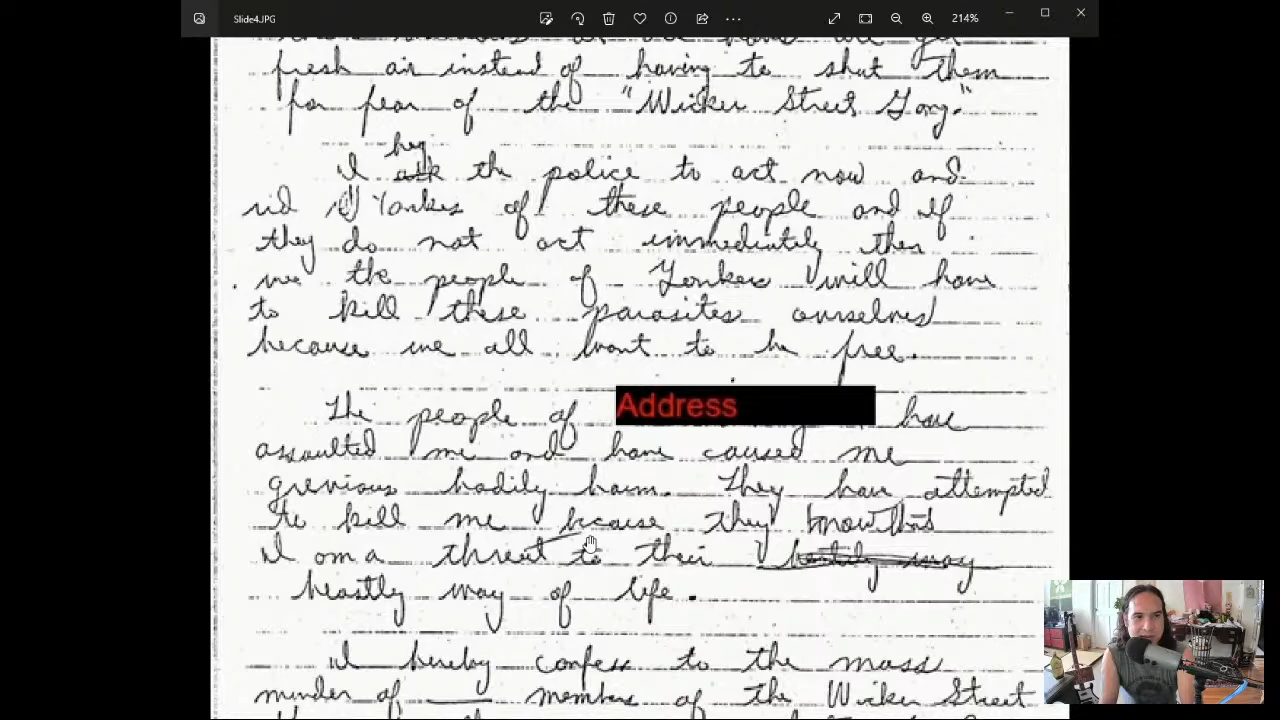 Slide4.JPG
214%
fresh air instead of having to shut them
for fear of the "Wicker Street Gang."
hey
I ask the police to act now and
rid Yonkes of these people and if
they do not act immediately then
we the people of Yonkes will have
to kill these parasites ourselves
because we all want to be free.
Address
The people of have
assaulted me and have caused me
grevious bodily harm. They have attempted
to kill me because they know that
I am a threat to their
beastly way of life.
I hereby confess to the mass
murder of ___ members of the Wicker Street